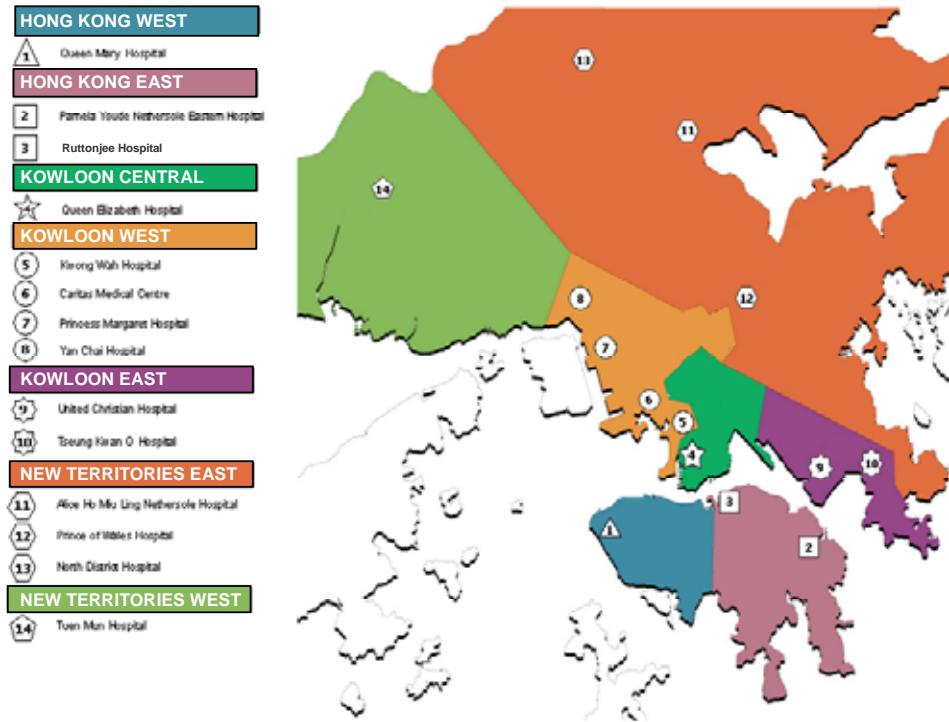 HONG KONG WEST
1 Queen Mary Hospital
HONG KONG EAST
2 Pamela Youde Nethersole Eastern Hospital
3 Ruttonjee Hospital
KOWLOON CENTRAL
4 Queen Elizabeth Hospital
KOWLOON WEST
5 Kwong Wah Hospital
6 Caritas Medical Centre
7 Princess Margaret Hospital
8 Yan Chai Hospital
KOWLOON EAST
9 United Christian Hospital
10 Tseung Kwan O Hospital
NEW TERRITORIES EAST
11 Alice Ho Miu Ling Nethersole Hospital
12 Prince of Wales Hospital
13 North District Hospital
NEW TERRITORIES WEST
14 Tuen Mun Hospital
13
11
14
12
8
7
6
5
4
9
10
3
1
2